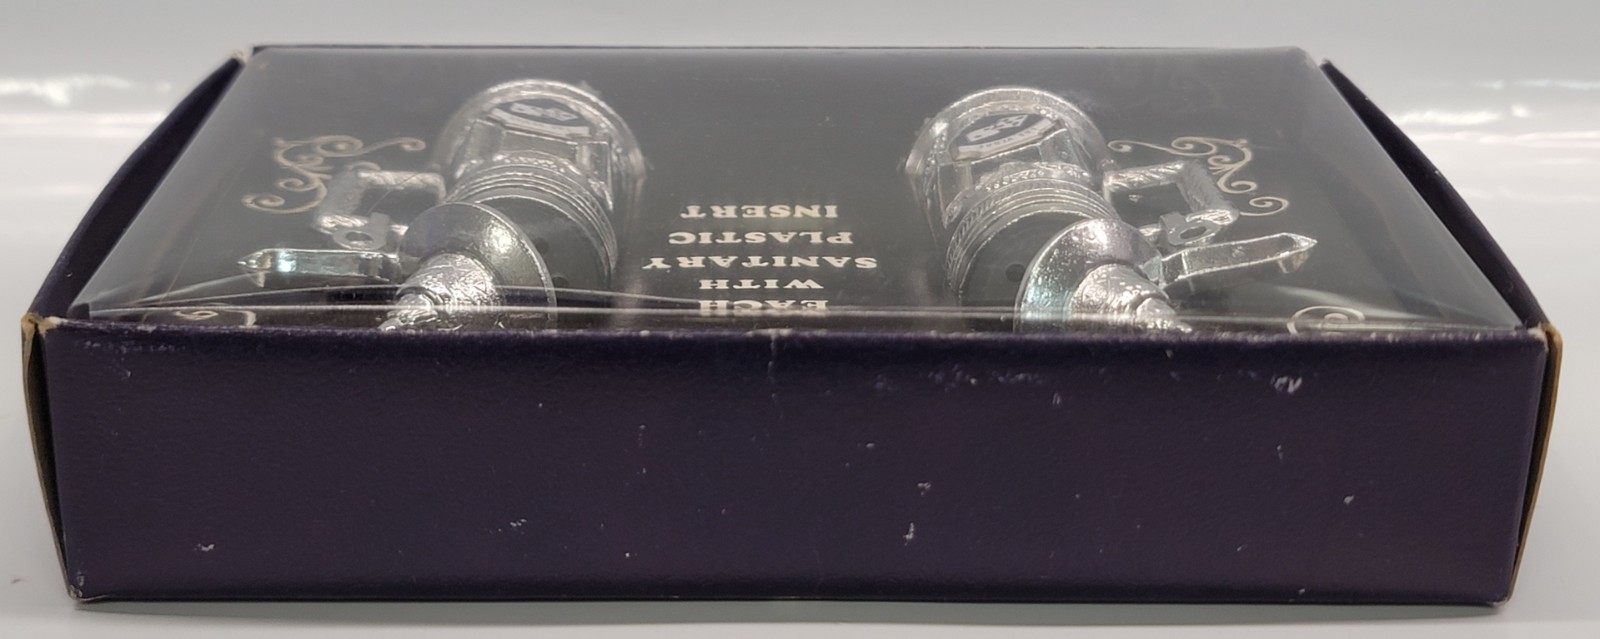 EACH
WITH
SANITARY
PLASTIC
INSERT